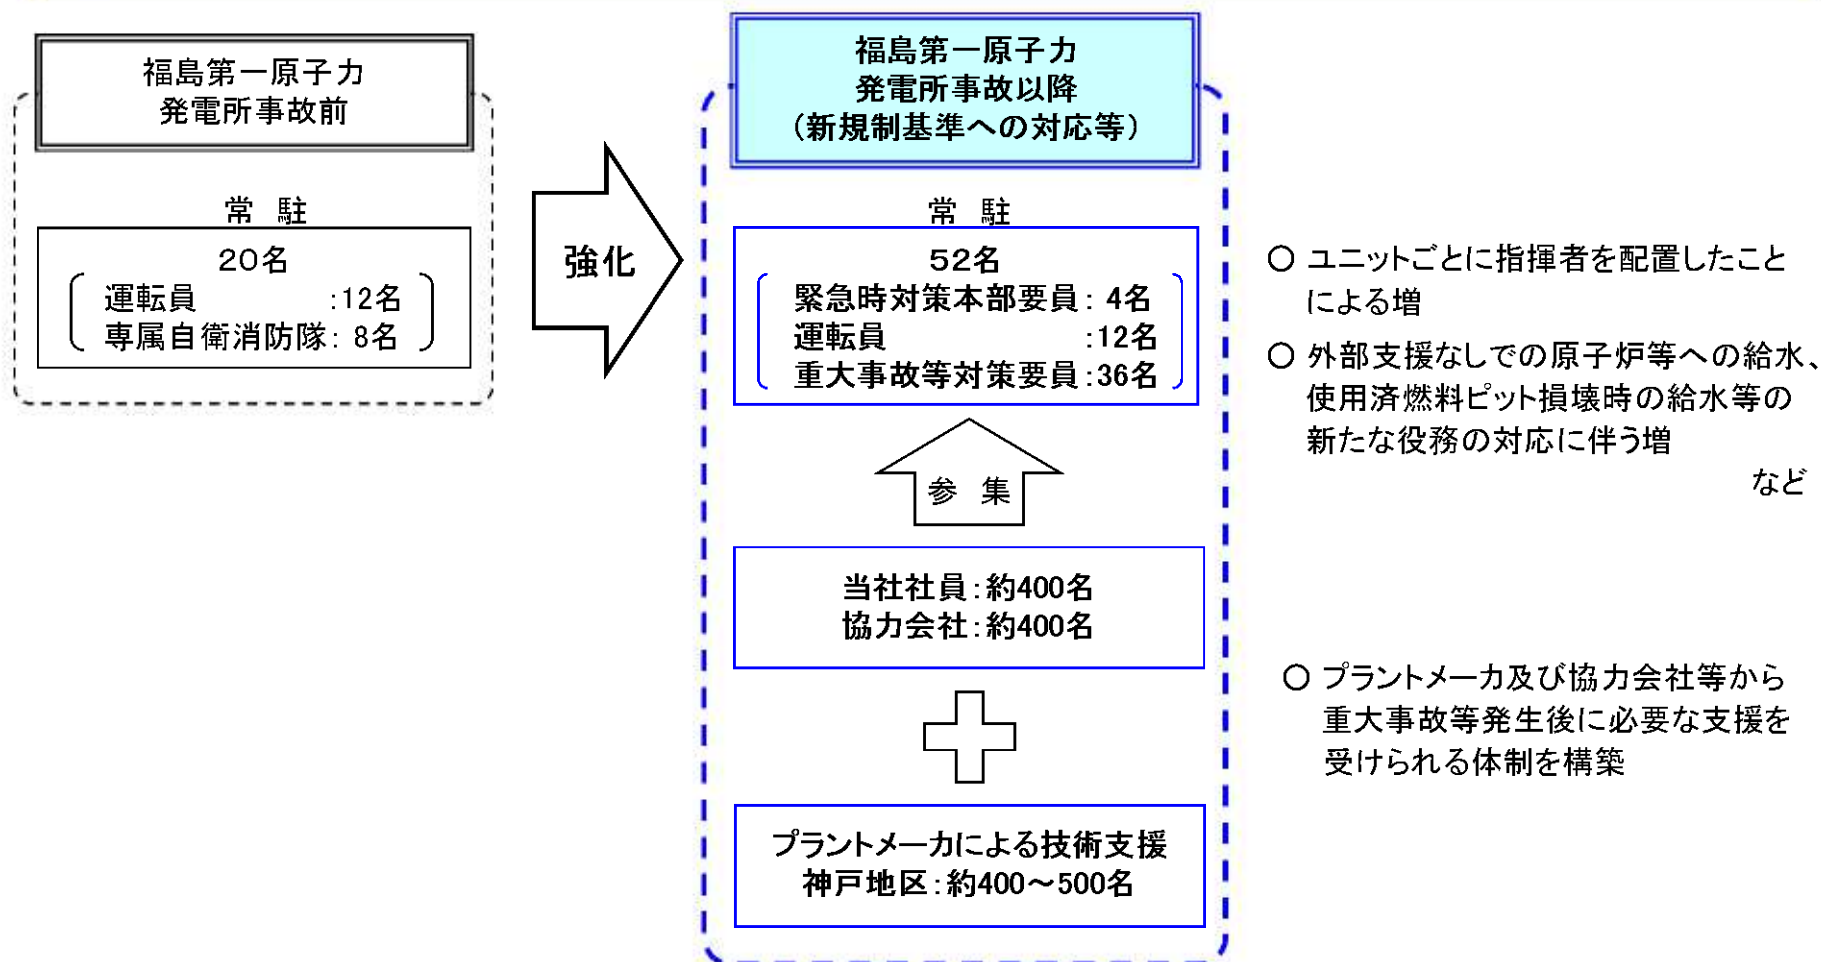 福島第一原子力
発電所事故前
常 駐
20名
運転員 :12名
専属自衛消防隊: 8名
強化
福島第一原子力
発電所事故以降
(新規制基準への対応等)
常 駐
52名
緊急時対策本部要員: 4名
運転員 :12名
重大事故等対策要員:36名
参 集
当社社員:約400名
協力会社:約400名
プラントメーカによる技術支援
神戸地区:約400～500名
○ ユニットごとに指揮者を配置したこと
による増
○ 外部支援なしでの原子炉等への給水、
使用済燃料ピット損壊時の給水等の
新たな役務の対応に伴う増
など
○ プラントメーカ及び協力会社等から
重大事故等発生後に必要な支援を
受けられる体制を構築